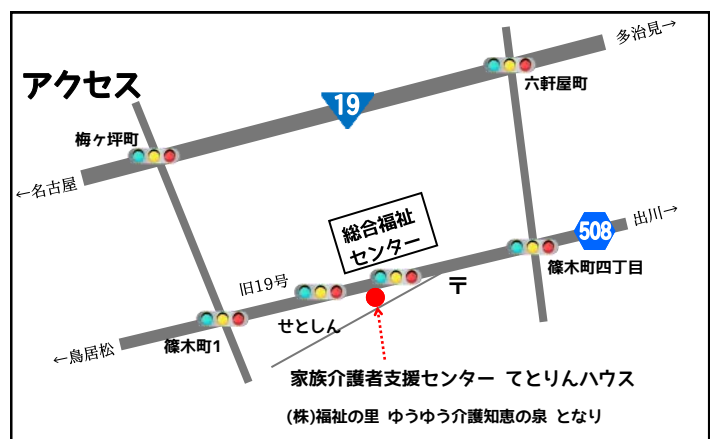 多治見→
アクセス
六軒屋町
19
梅ヶ坪町
←名古屋
総合福祉
センター
508
出川→
篠木町四丁目
旧19号
〒
せとしん
篠木町1
←鳥居松
家族介護者支援センター てとりんハウス
(株)福祉の里 ゆうゆう介護知恵の泉 となり